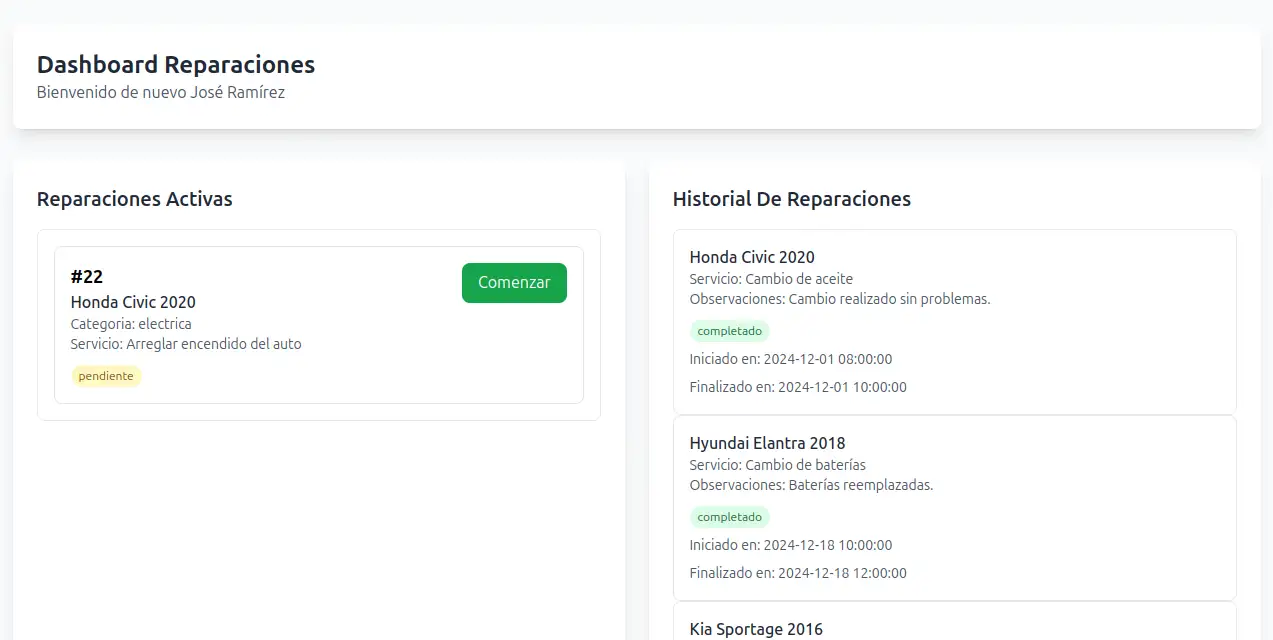 Dashboard Reparaciones
Bienvenido de nuevo José Ramírez
Reparaciones Activas
#22
Comenzar
Honda Civic 2020
Categoria: electrica
Servicio: Arreglar encendido del auto
pendiente
Historial De Reparaciones
Honda Civic 2020
Servicio: Cambio de aceite
Observaciones: Cambio realizado sin problemas.
completado
Iniciado en: 2024-12-01 08:00:00
Finalizado en: 2024-12-01 10:00:00
Hyundai Elantra 2018
Servicio: Cambio de baterías
Observaciones: Baterías reemplazadas.
completado
Iniciado en: 2024-12-18 10:00:00
Finalizado en: 2024-12-18 12:00:00
Kia Sportage 2016